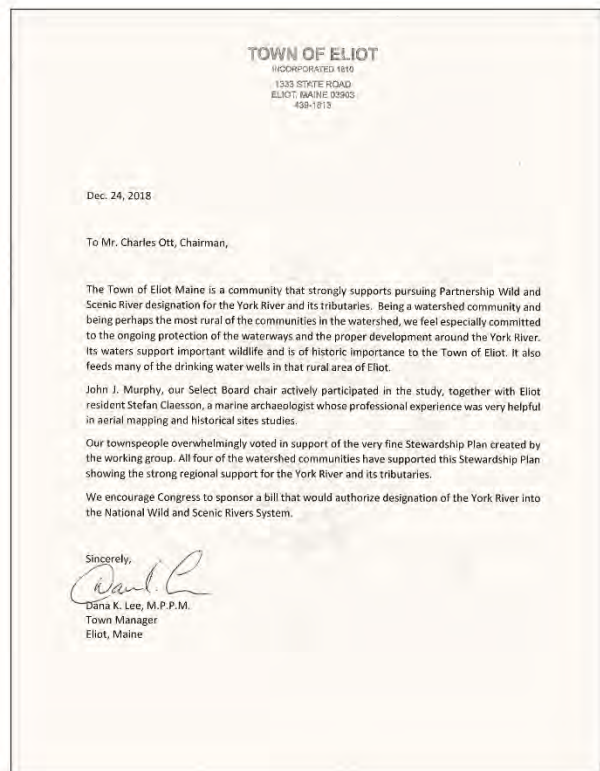 TOWN OF ELIOT
INCORPORATED 1810
1333 STATE ROAD
ELIOT, MAINE 03903
439-1813
Dec. 24, 2018
To Mr. Charles Ott, Chairman,
The Town of Eliot Maine is a community that strongly supports pursuing Partnership Wild and
Scenic River designation for the York River and its tributaries. Being a watershed community and
being perhaps the most rural of the communities in the watershed, we feel especially committed
to the ongoing protection of the waterways and the proper development around the York River.
Its waters support important wildlife and is of historic importance to the Town of Eliot. It also
feeds many of the drinking water wells in that rural area of Eliot.
John J. Murphy, our Select Board chair actively participated in the study, together with Eliot
resident Stefan Claesson, a marine archaeologist whose professional experience was very helpful
in aerial mapping and historical sites studies.
Our townspeople overwhelmingly voted in support of the very fine Stewardship Plan created by
the working group. All four of the watershed communities have supported this Stewardship Plan
showing the strong regional support for the York River and its tributaries.
We encourage Congress to sponsor a bill that would authorize designation of the York River into
the National Wild and Scenic Rivers System.
Sincerely,
Dana K. Lee, M.P.P.M.
Town Manager
Eliot, Maine